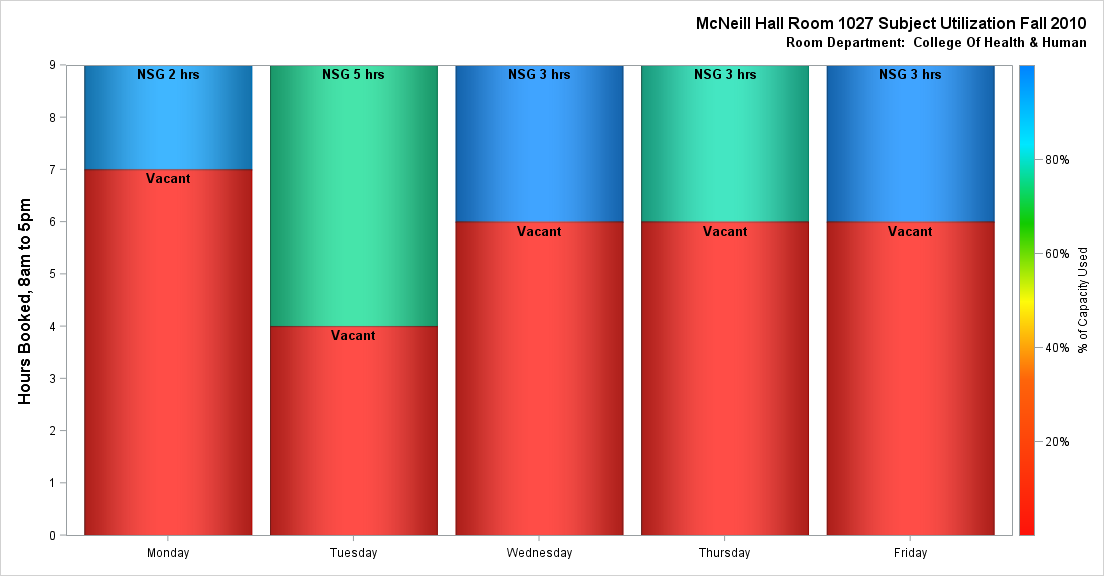 McNeill Hall Room 1027 Subject Utilization Fall 2010
Room Department:  College Of Health & Human
Hours Booked, 8am to 5pm
9
8
7
6
5
4
3
2
1
0
NSG 2 hrs
Vacant
NSG 5 hrs
Vacant
NSG 3 hrs
Vacant
NSG 3 hrs
Vacant
NSG 3 hrs
Vacant
Monday
Tuesday
Wednesday
Thursday
Friday
80%
60%
40%
20%
% of Capacity Used